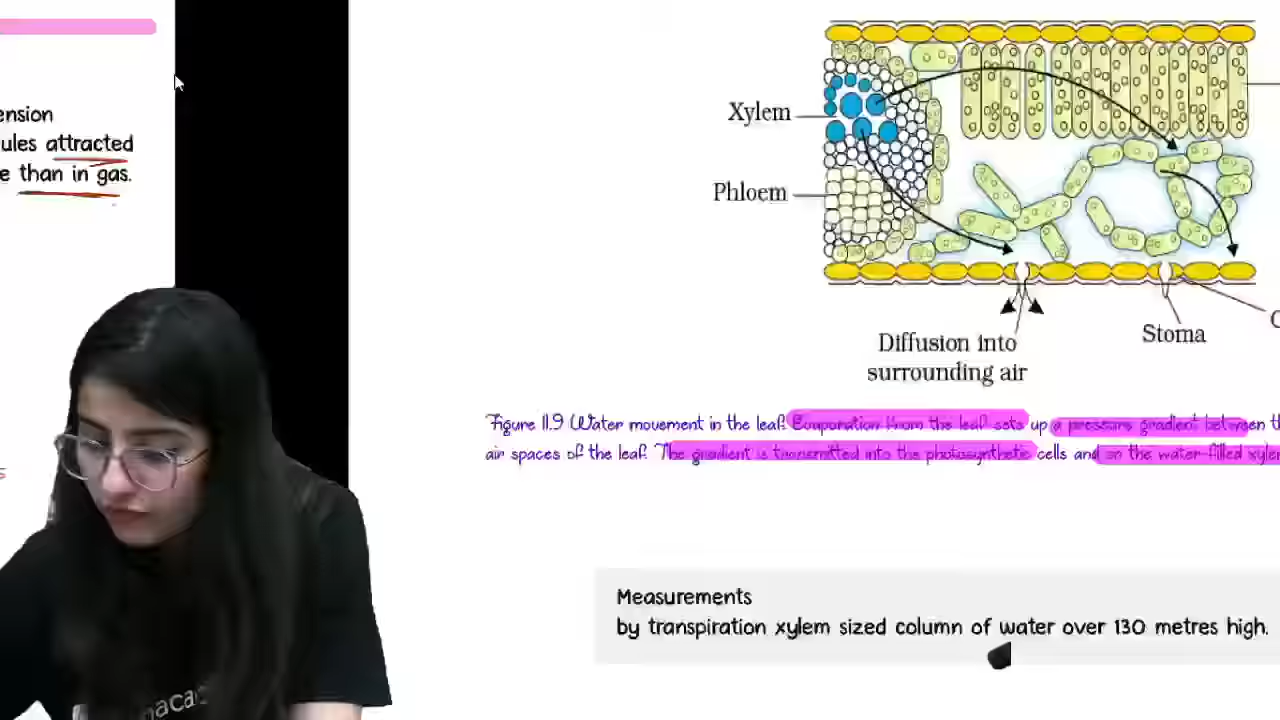 ension
ules attracted
e than in gas.
Xylem
Phloem
Diffusion into
surrounding air
Stoma
C
Figure 11.9 Water movement in the leaf. Evaporation from the leaf sets up a pressure gradient between th
air spaces of the leaf. The gradient is transmitted into the photosynthetic cells and on the water-filled xylem
Measurements
by transpiration xylem sized column of water over 130 metres high.